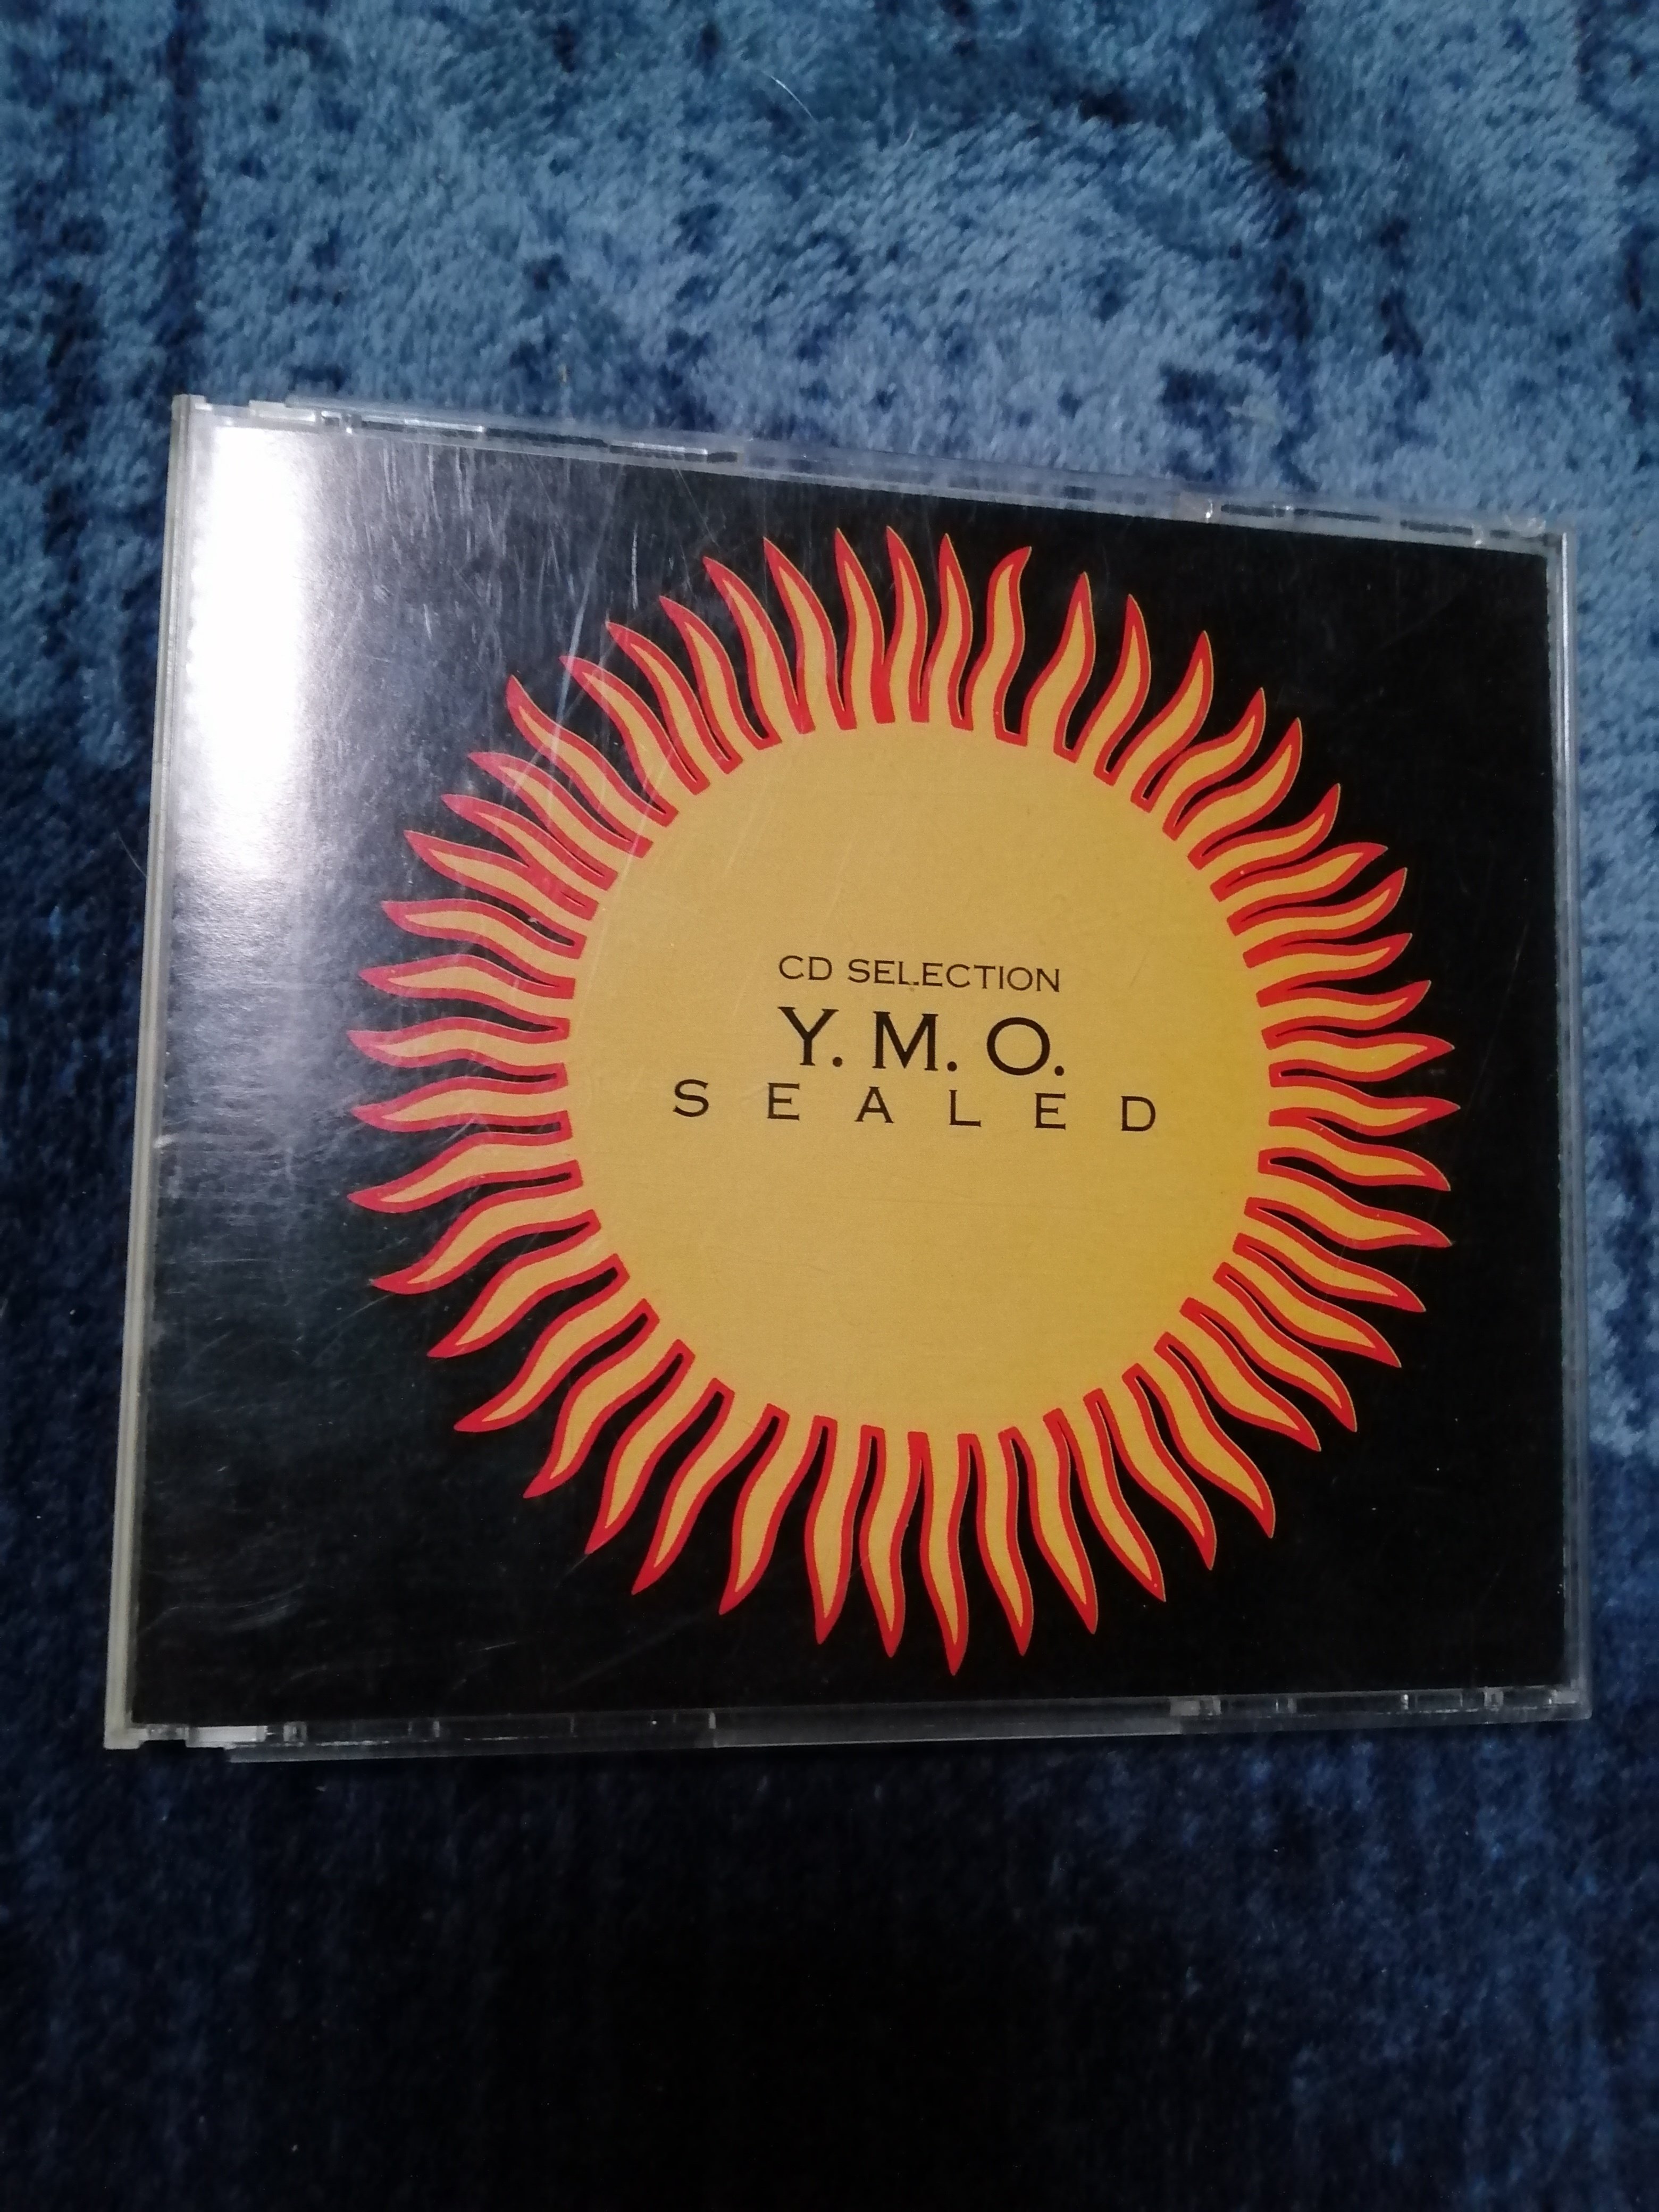 CD SELECTION
Y. M. O.
SEALED